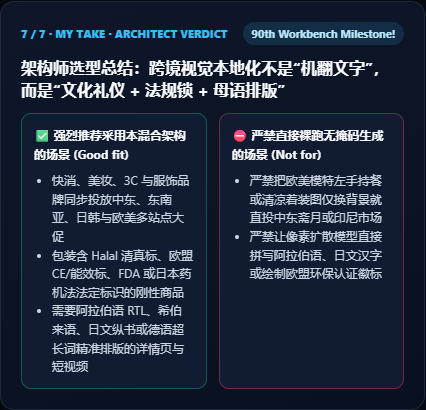 7 / 7 · MY TAKE · ARCHITECT VERDICT
90th Workbench Milestone!
架构师选型总结：跨境视觉本地化不是“机翻文字”，
而是“文化礼仪 + 法规锁 + 母语排版”
✅ 强烈推荐采用本混合架构
的场景 (Good fit)
• 快消、美妆、3C 与服饰品
牌同步投放中东、东南
亚、日韩与欧美多站点大
促
• 包装含 Halal 清真标、欧盟
CE/能效标、FDA 或日本药
机法法定标识的刚性商品
• 需要阿拉伯语 RTL、希伯
来语、日文纵书或德语超
长词精准排版的详情页与
短视频
⛔ 严禁直接裸跑无掩码生成
的场景 (Not for)
• 严禁把欧美模特左手持餐
或清凉着装图仅换背景就
直投中东斋月或印尼市场
• 严禁让像素扩散模型直接
拼写阿拉伯语、日文汉字
或绘制欧盟环保认证徽标